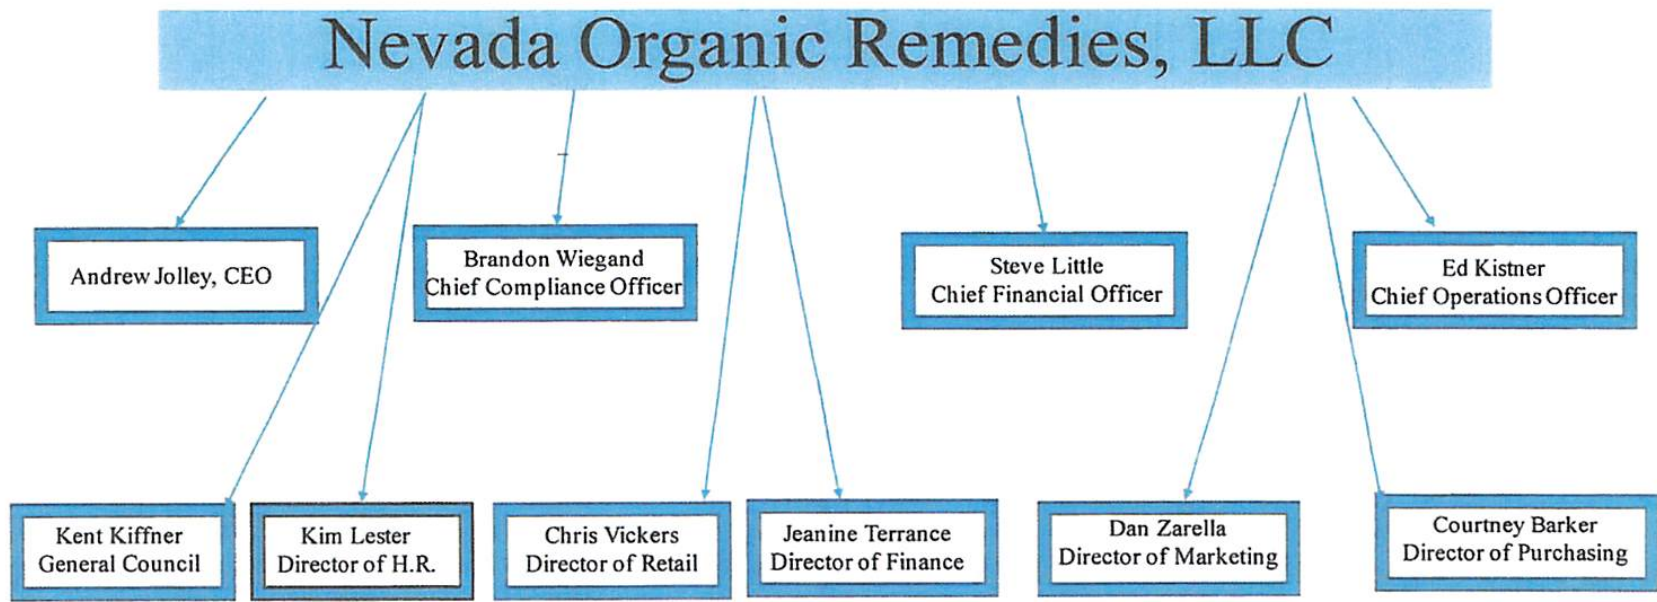 Nevada Organic Remedies, LLC
Andrew Jolley, CEO
Brandon Wiegand
Chief Compliance Officer
Steve Little
Chief Financial Officer
Ed Kistner
Chief Operations Officer
Kent Kiffner
General Council
Kim Lester
Director of H.R.
Chris Vickers
Director of Retail
Jeanine Terrance
Director of Finance
Dan Zarella
Director of Marketing
Courtney Barker
Director of Purchasing